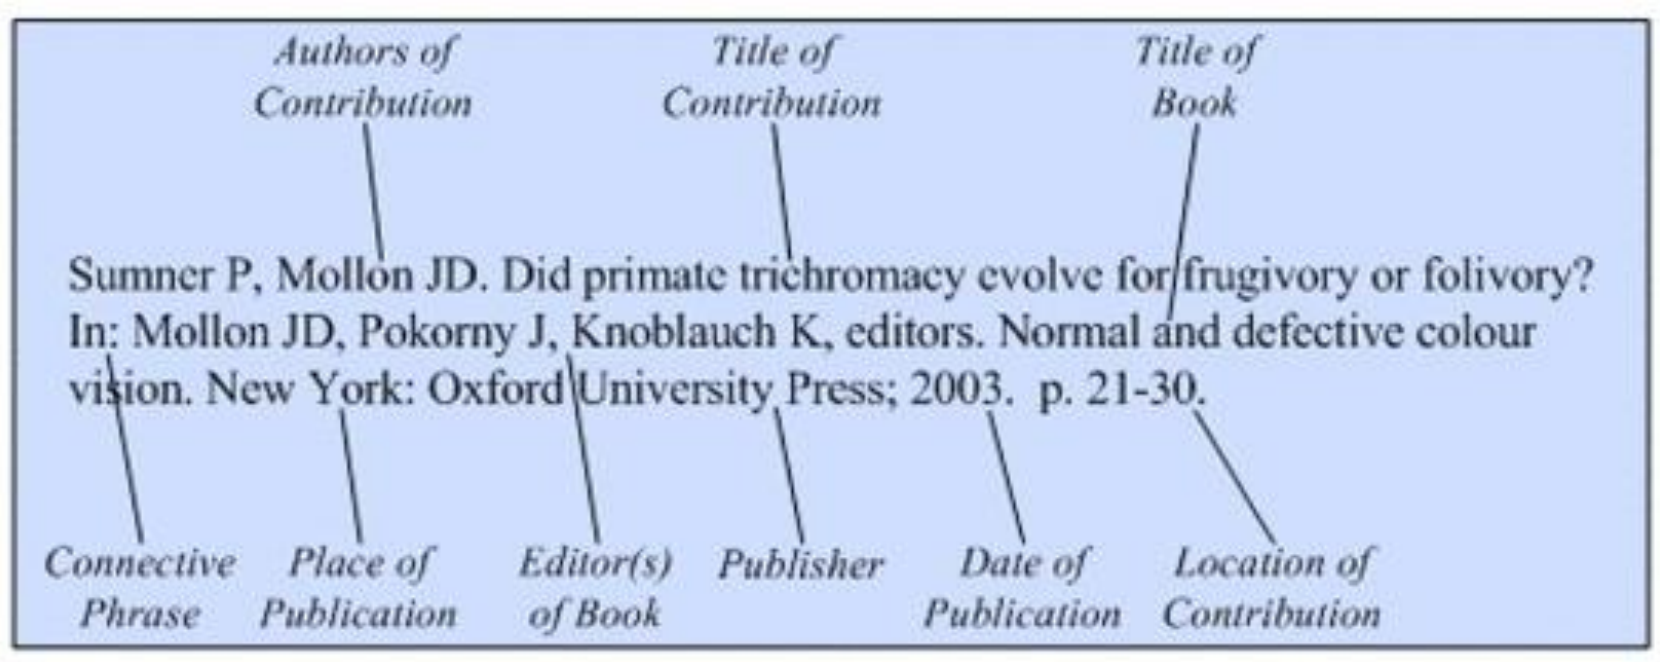 Authors of Contribution
Title of Contribution
Title of Book
Sumner P, Mollon JD. Did primate trichromacy evolve for frugivory or folivory?
In: Mollon JD, Pokorny J, Knoblauch K, editors. Normal and defective colour
vision. New York: Oxford University Press; 2003. p. 21-30.
Connective Phrase
Place of Publication
Editor(s) of Book
Publisher
Date of Publication
Location of Contribution